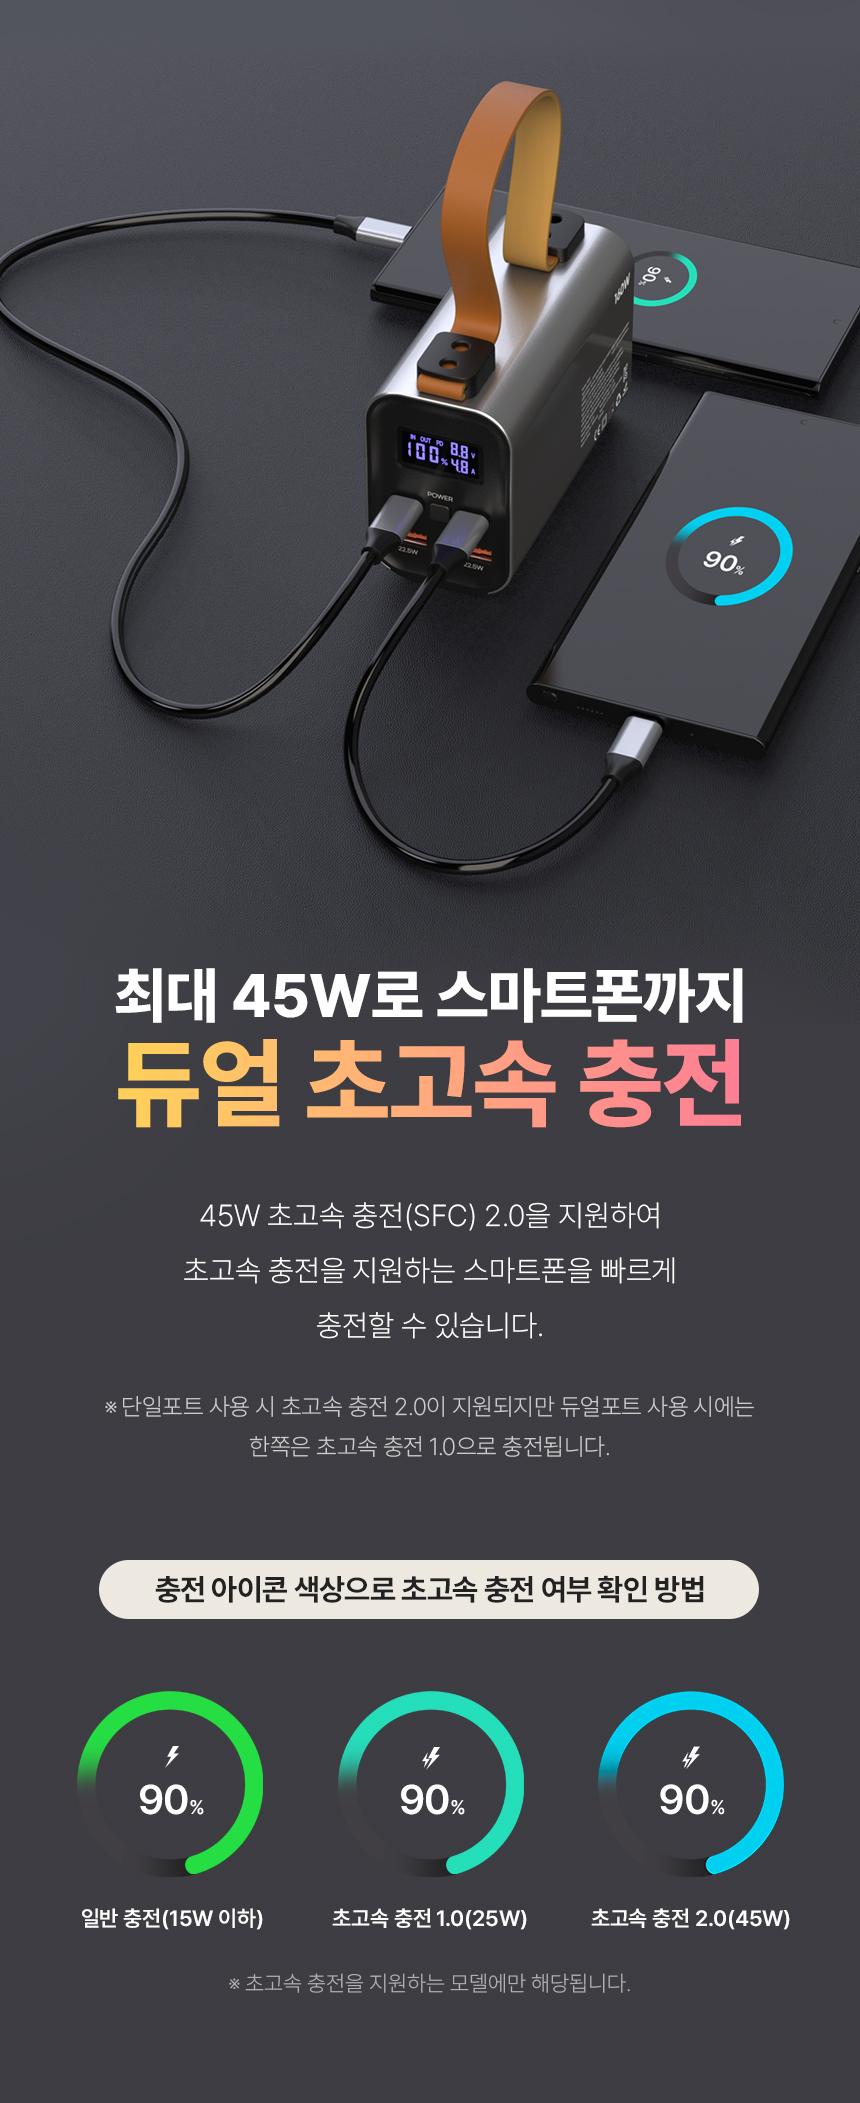 160W
90%
IN OUT PD
100% 8.8V
4.8A
POWER
22.5W
22.5W
90%
최대 45W로 스마트폰까지
듀얼 초고속 충전
45W 초고속 충전(SFC) 2.0을 지원하여
초고속 충전을 지원하는 스마트폰을 빠르게
충전할 수 있습니다.
※ 단일포트 사용 시 초고속 충전 2.0이 지원되지만 듀얼포트 사용 시에는
한쪽은 초고속 충전 1.0으로 충전됩니다.
충전 아이콘 색상으로 초고속 충전 여부 확인 방법
90% 90% 90%
일반 충전(15W 이하) 초고속 충전 1.0(25W) 초고속 충전 2.0(45W)
※ 초고속 충전을 지원하는 모델에만 해당됩니다.